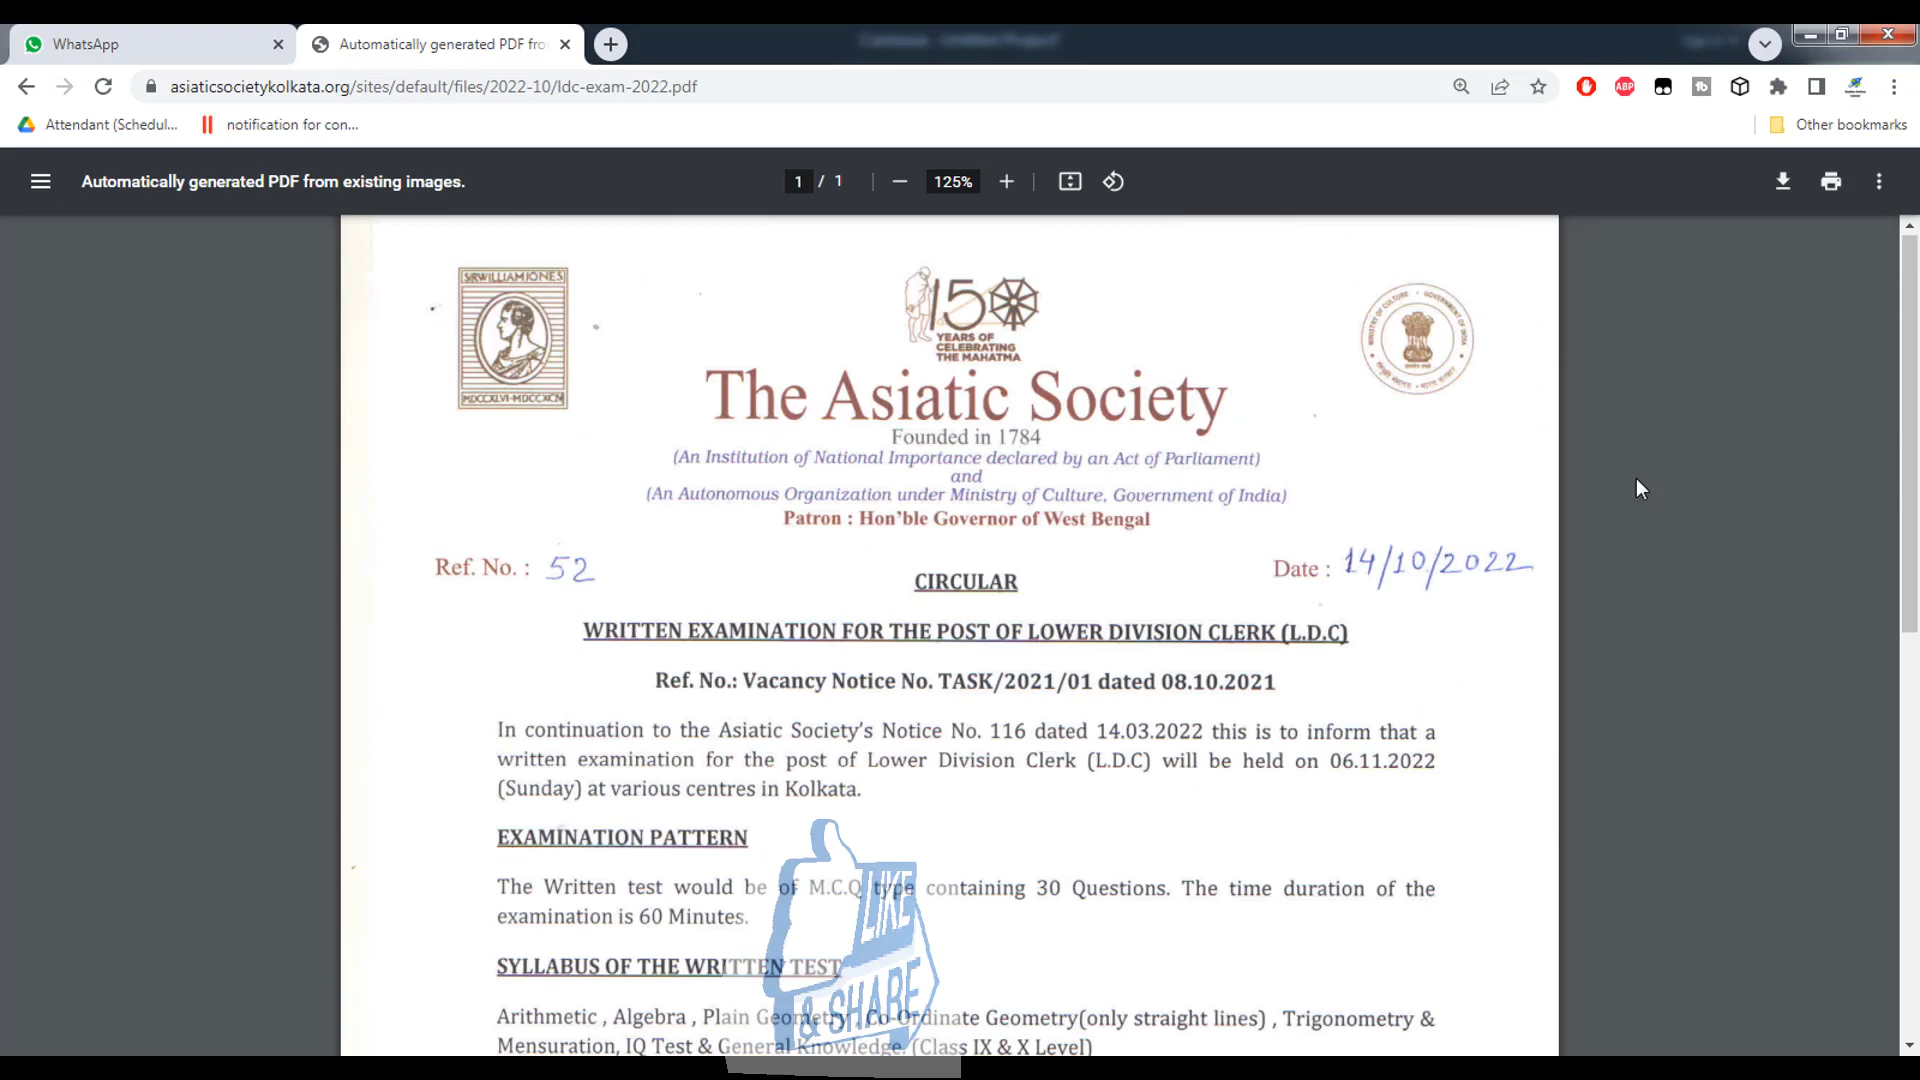 WhatsApp
Automatically generated PDF fro
asiaticsocietykolkata.org/sites/default/files/2022-10/ldc-exam-2022.pdf
ABP
Attendant (Schedul...
notification for con...
Other bookmarks
Automatically generated PDF from existing images.
1 / 1
125%
SIR WILLIAM JONES
MDCCXLVI-MDCCXCIV
150
YEARS OF
CELEBRATING
THE MAHATMA
MINISTRY OF CULTURE · GOVERNMENT OF INDIA
The Asiatic Society
Founded in 1784
(An Institution of National Importance declared by an Act of Parliament)
and
(An Autonomous Organization under Ministry of Culture, Government of India)
Patron : Hon'ble Governor of West Bengal
Ref. No. : 52
Date : 14/10/2022
CIRCULAR
WRITTEN EXAMINATION FOR THE POST OF LOWER DIVISION CLERK (L.D.C)
Ref. No.: Vacancy Notice No. TASK/2021/01 dated 08.10.2021
In continuation to the Asiatic Society's Notice No. 116 dated 14.03.2022 this is to inform that a
written examination for the post of Lower Division Clerk (L.D.C) will be held on 06.11.2022
(Sunday) at various centres in Kolkata.
EXAMINATION PATTERN
The Written test would be of M.C.Q type containing 30 Questions. The time duration of the
examination is 60 Minutes.
LIKE
& SHARE
SYLLABUS OF THE WRITTEN TEST
Arithmetic , Algebra , Plain Geometry , Co-Ordinate Geometry(only straight lines) , Trigonometry &
Mensuration, IQ Test & General Knowledge. (Class IX & X Level)